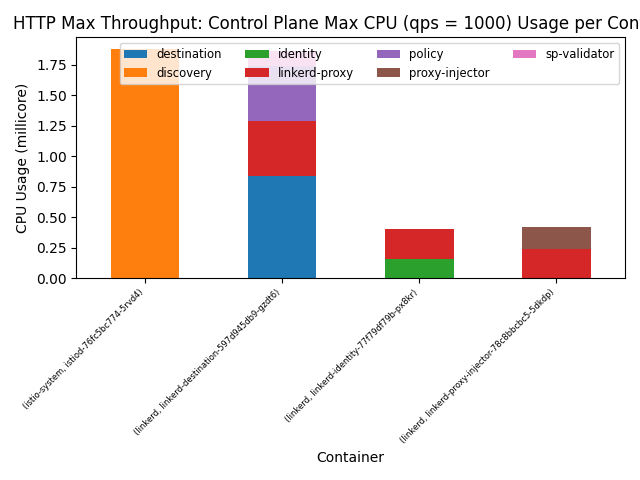 HTTP Max Throughput: Control Plane Max CPU (qps = 1000) Usage per Con
destination
discovery
identity
linkerd-proxy
policy
proxy-injector
sp-validator
CPU Usage (millicore)
1.75
1.50
1.25
1.00
0.75
0.50
0.25
0.00
(istio-system, istiod-76fc5bc774-5rvd4)
(linkerd, linkerd-destination-597d945db9-gzdt6)
(linkerd, linkerd-identity-77f79df79b-px8kr)
(linkerd, linkerd-proxy-injector-78c8bbcbc5-5dkdp)
Container